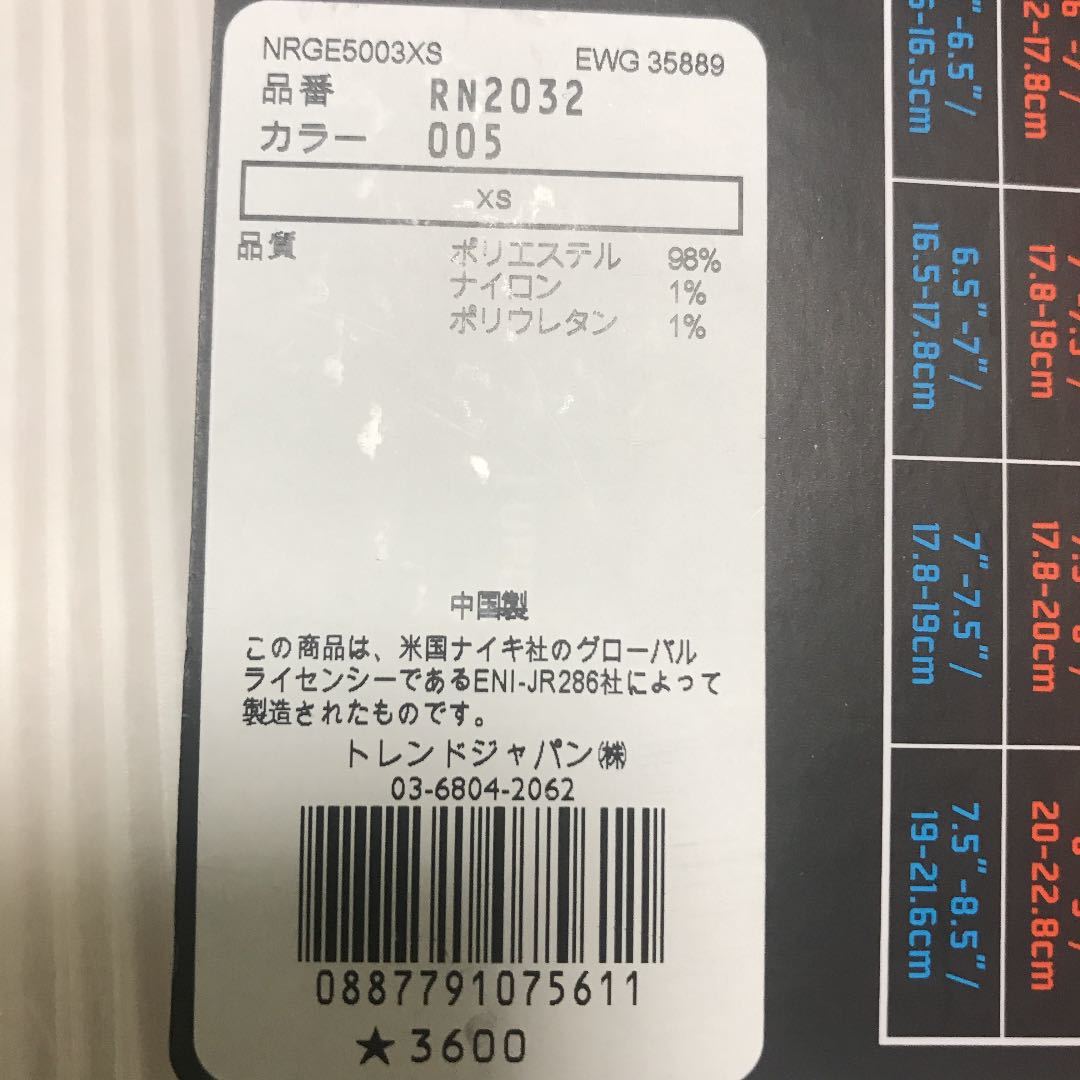 NRGE5003XS EWG 35889
品番 RN2032
カラー 005
XS
品質 ポリエステル 98%
ナイロン 1%
ポリウレタン 1%
中国製
この商品は、米国ナイキ社のグローバル
ライセンシーであるENI-JR286社によって
製造されたものです。
トレンドジャパン㈱
03-6804-2062
0887791075611
★3600
-6.5"/
-16.5cm
6.5"-7"/
16.5-17.8cm
7"-7.5"/
17.8-19cm
7.5"-8.5"/
19-21.6cm
-17.8cm
17.8-19cm
17.8-20cm
20-22.8cm